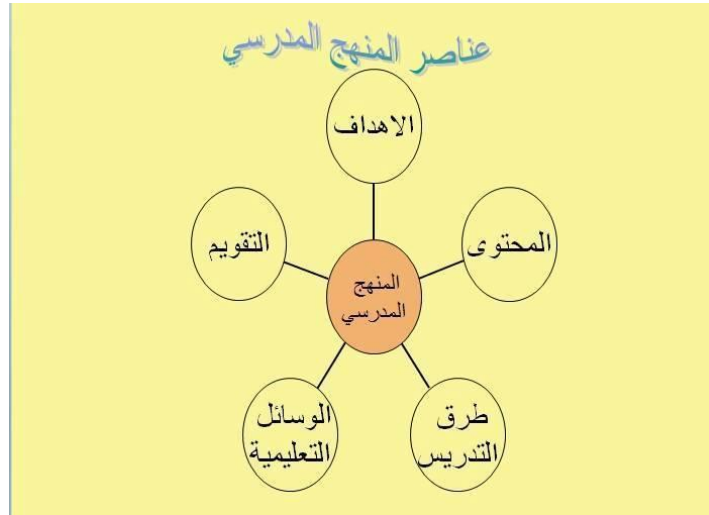 عناصر المنهج المدرسي
الاهداف
المحتوى
التقويم
المنهج
المدرسي
طرق
التدريس
الوسائل
التعليمية